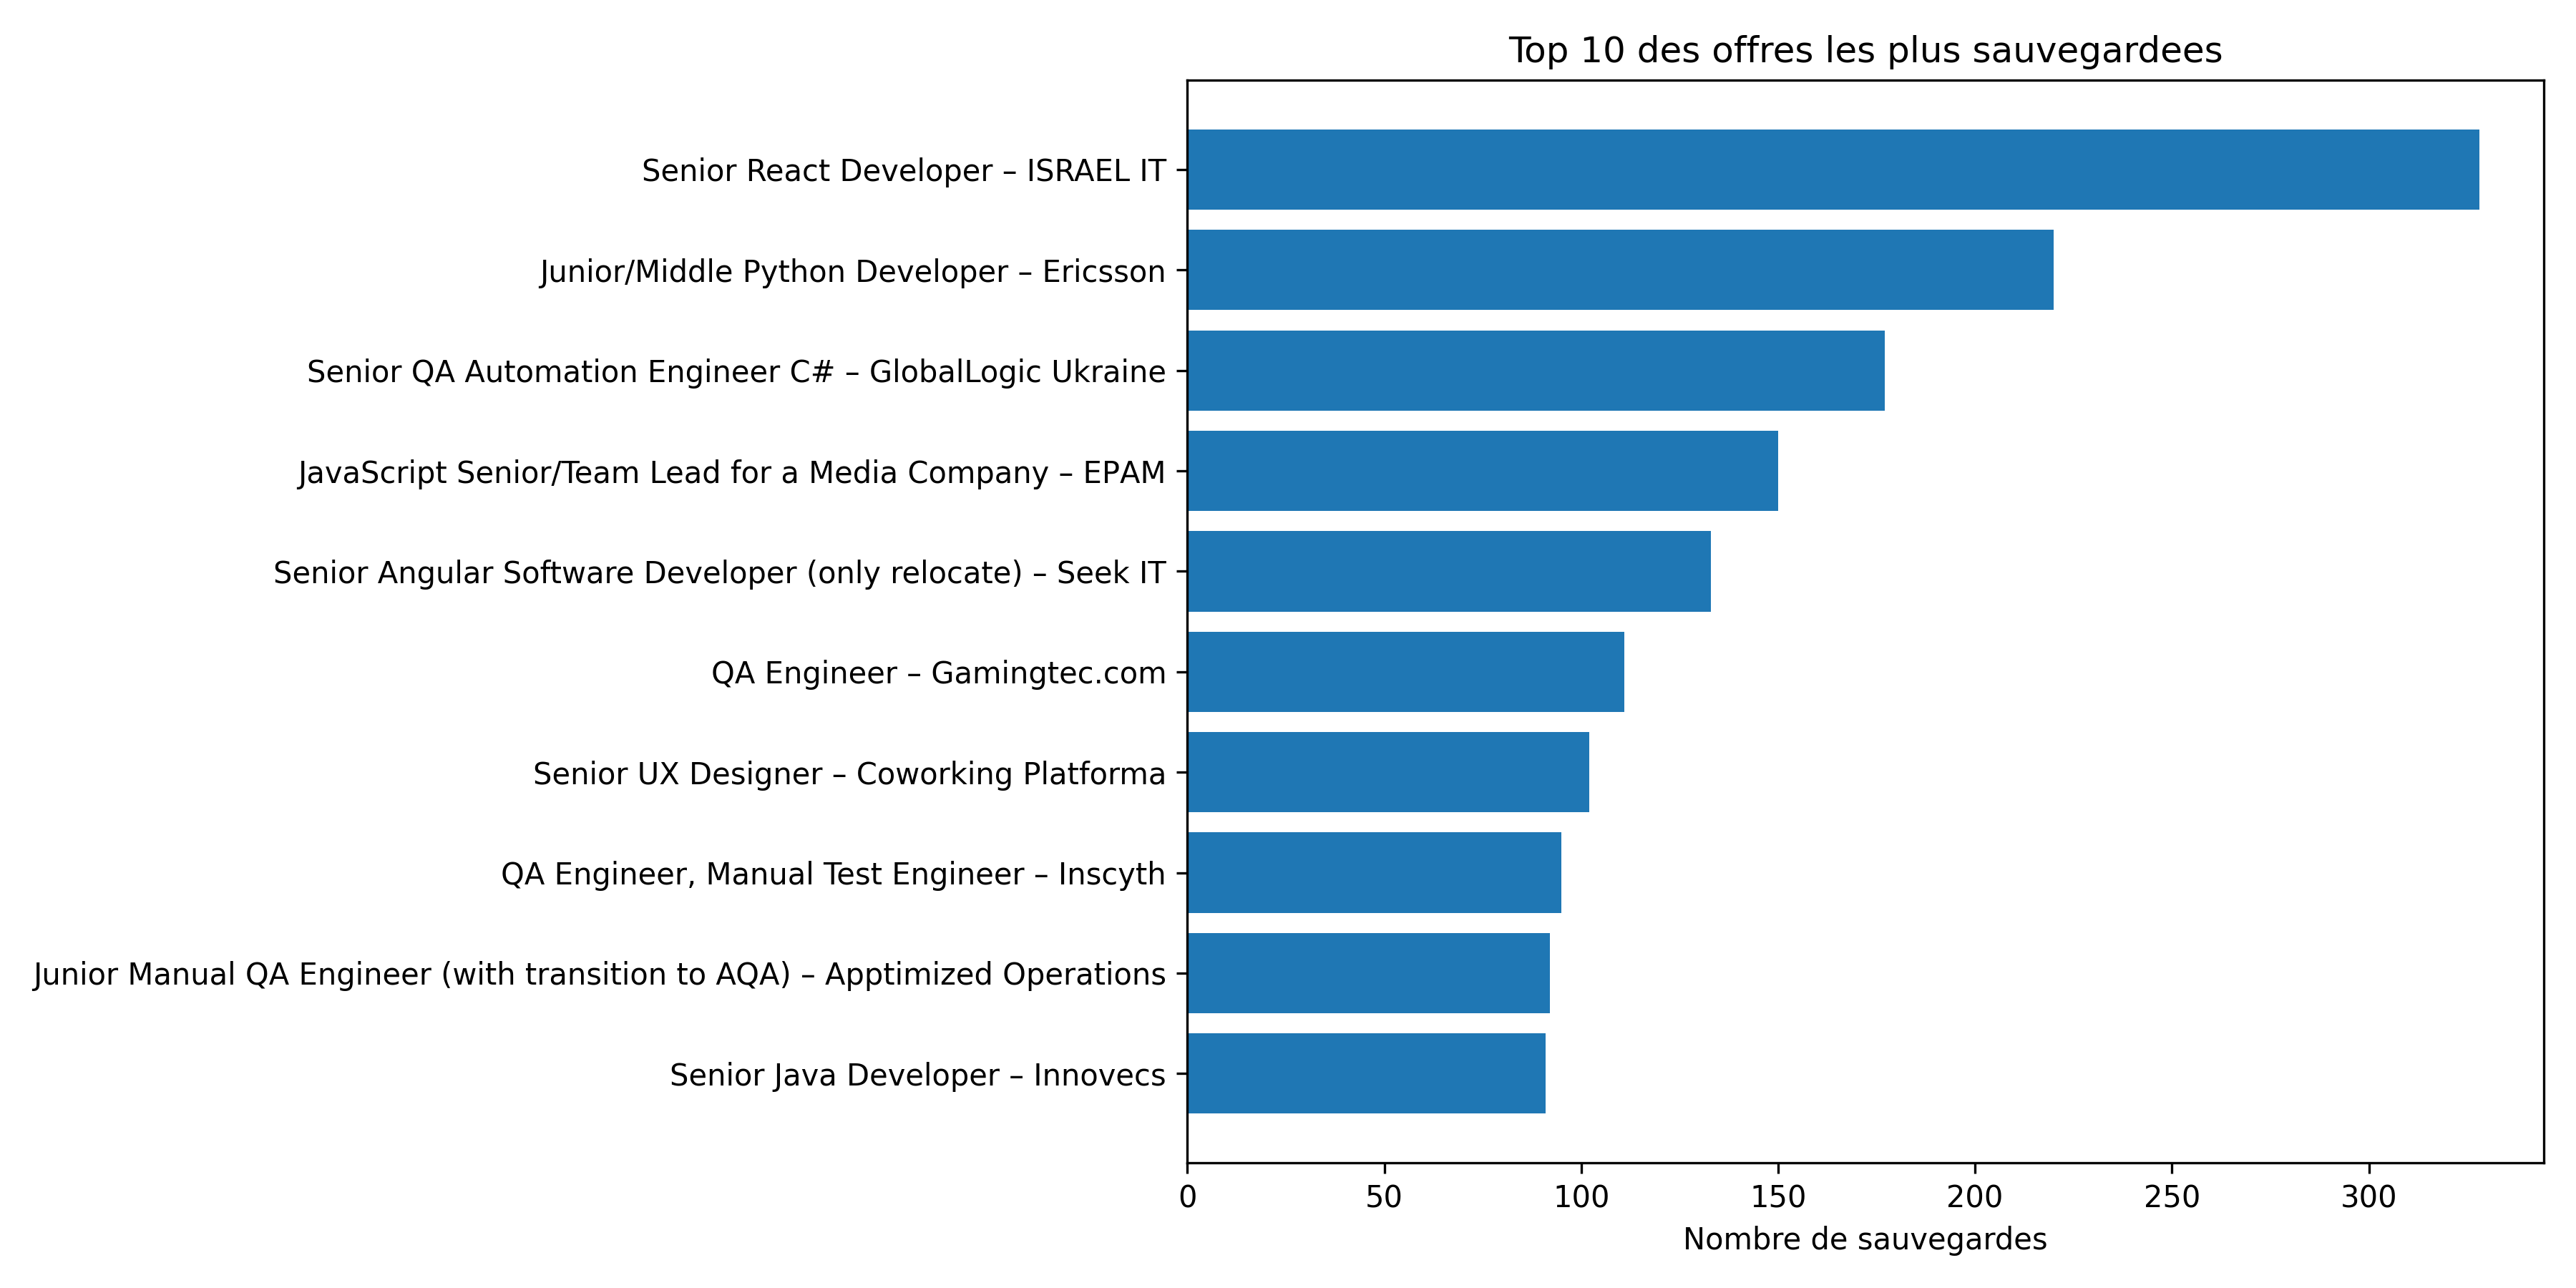 Top 10 des offres les plus sauvegardees
Senior React Developer – ISRAEL IT
Junior/Middle Python Developer – Ericsson
Senior QA Automation Engineer C# – GlobalLogic Ukraine
JavaScript Senior/Team Lead for a Media Company – EPAM
Senior Angular Software Developer (only relocate) – Seek IT
QA Engineer – Gamingtec.com
Senior UX Designer – Coworking Platforma
QA Engineer, Manual Test Engineer – Inscyth
Junior Manual QA Engineer (with transition to AQA) – Apptimized Operations
Senior Java Developer – Innovecs
0 50 100 150 200 250 300
Nombre de sauvegardes